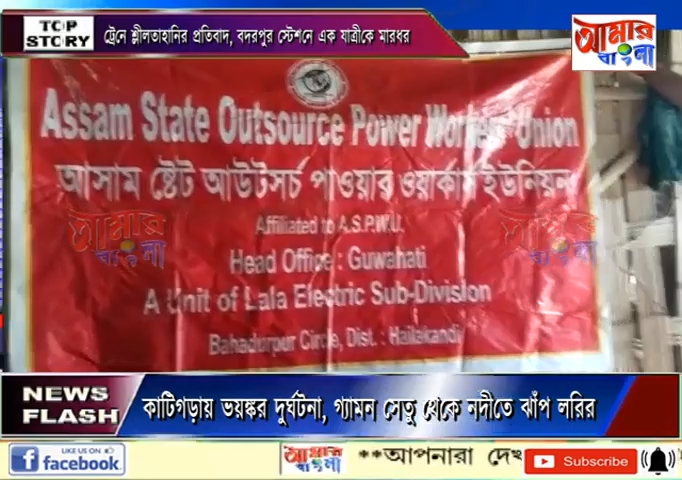 TOP STORY
ট্রেনে শ্লীলতাহানির প্রতিবাদ, বদরপুর স্টেশনে এক যাত্রীকে মারধর
আমার বাংলা
Assam State Outsource Power Workers Union
আসাম ষ্টেট আউটসর্চ পাওয়ার ওয়ার্কার্স ইউনিয়ন
Affiliated to A.S.P.W.U.
আমার বাংলা
আমার বাংলা
Head Office : Guwahati
A Unit of Lala Electric Sub-Division
Bahadurpur Circle, Dist. : Hailakandi
NEWS FLASH
কাটিগড়ায় ভয়ঙ্কর দুর্ঘটনা, গ্যামন সেতু থেকে নদীতে ঝাঁপ লরির
LIKE US ON
facebook
আমার বাংলা
**আপনারা
Subscribe